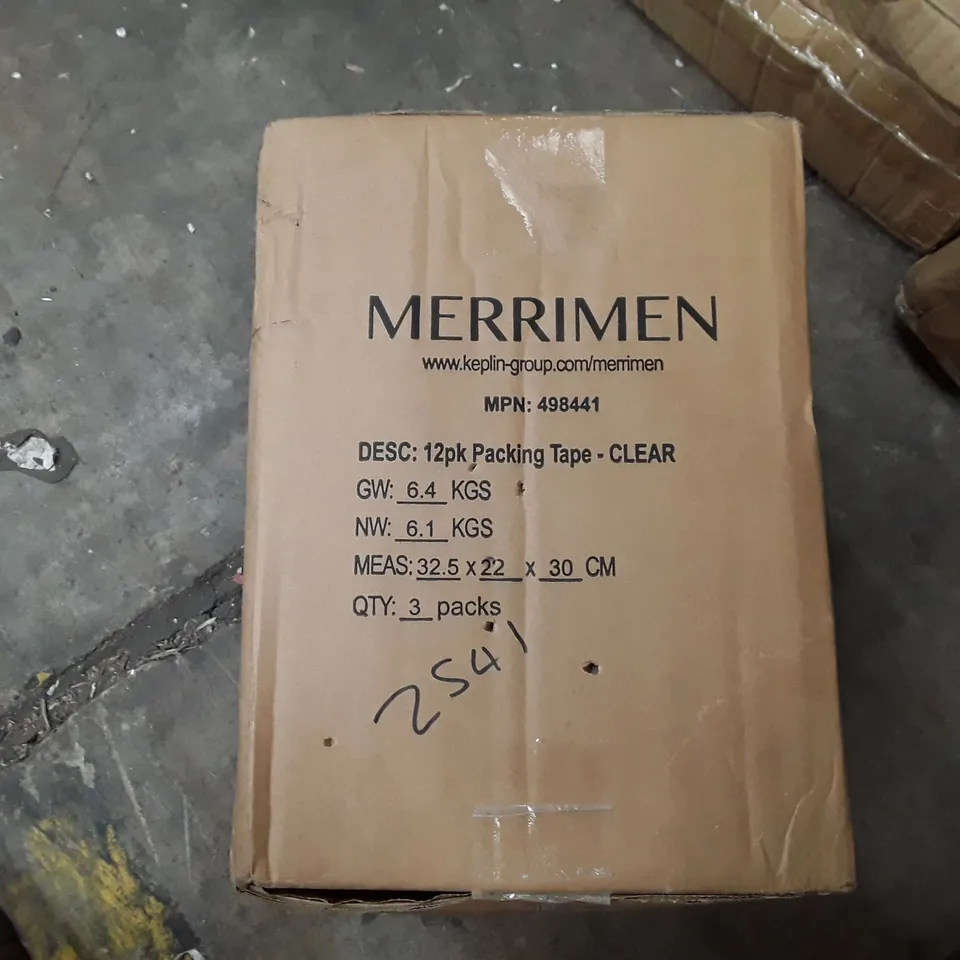 MERRIMEN
www.keplin-group.com/merrimen
MPN: 498441
DESC: 12pk Packing Tape - CLEAR
GW: 6.4 KGS
NW: 6.1 KGS
MEAS: 32.5 x 22 x 30 CM
QTY: 3 packs
2541